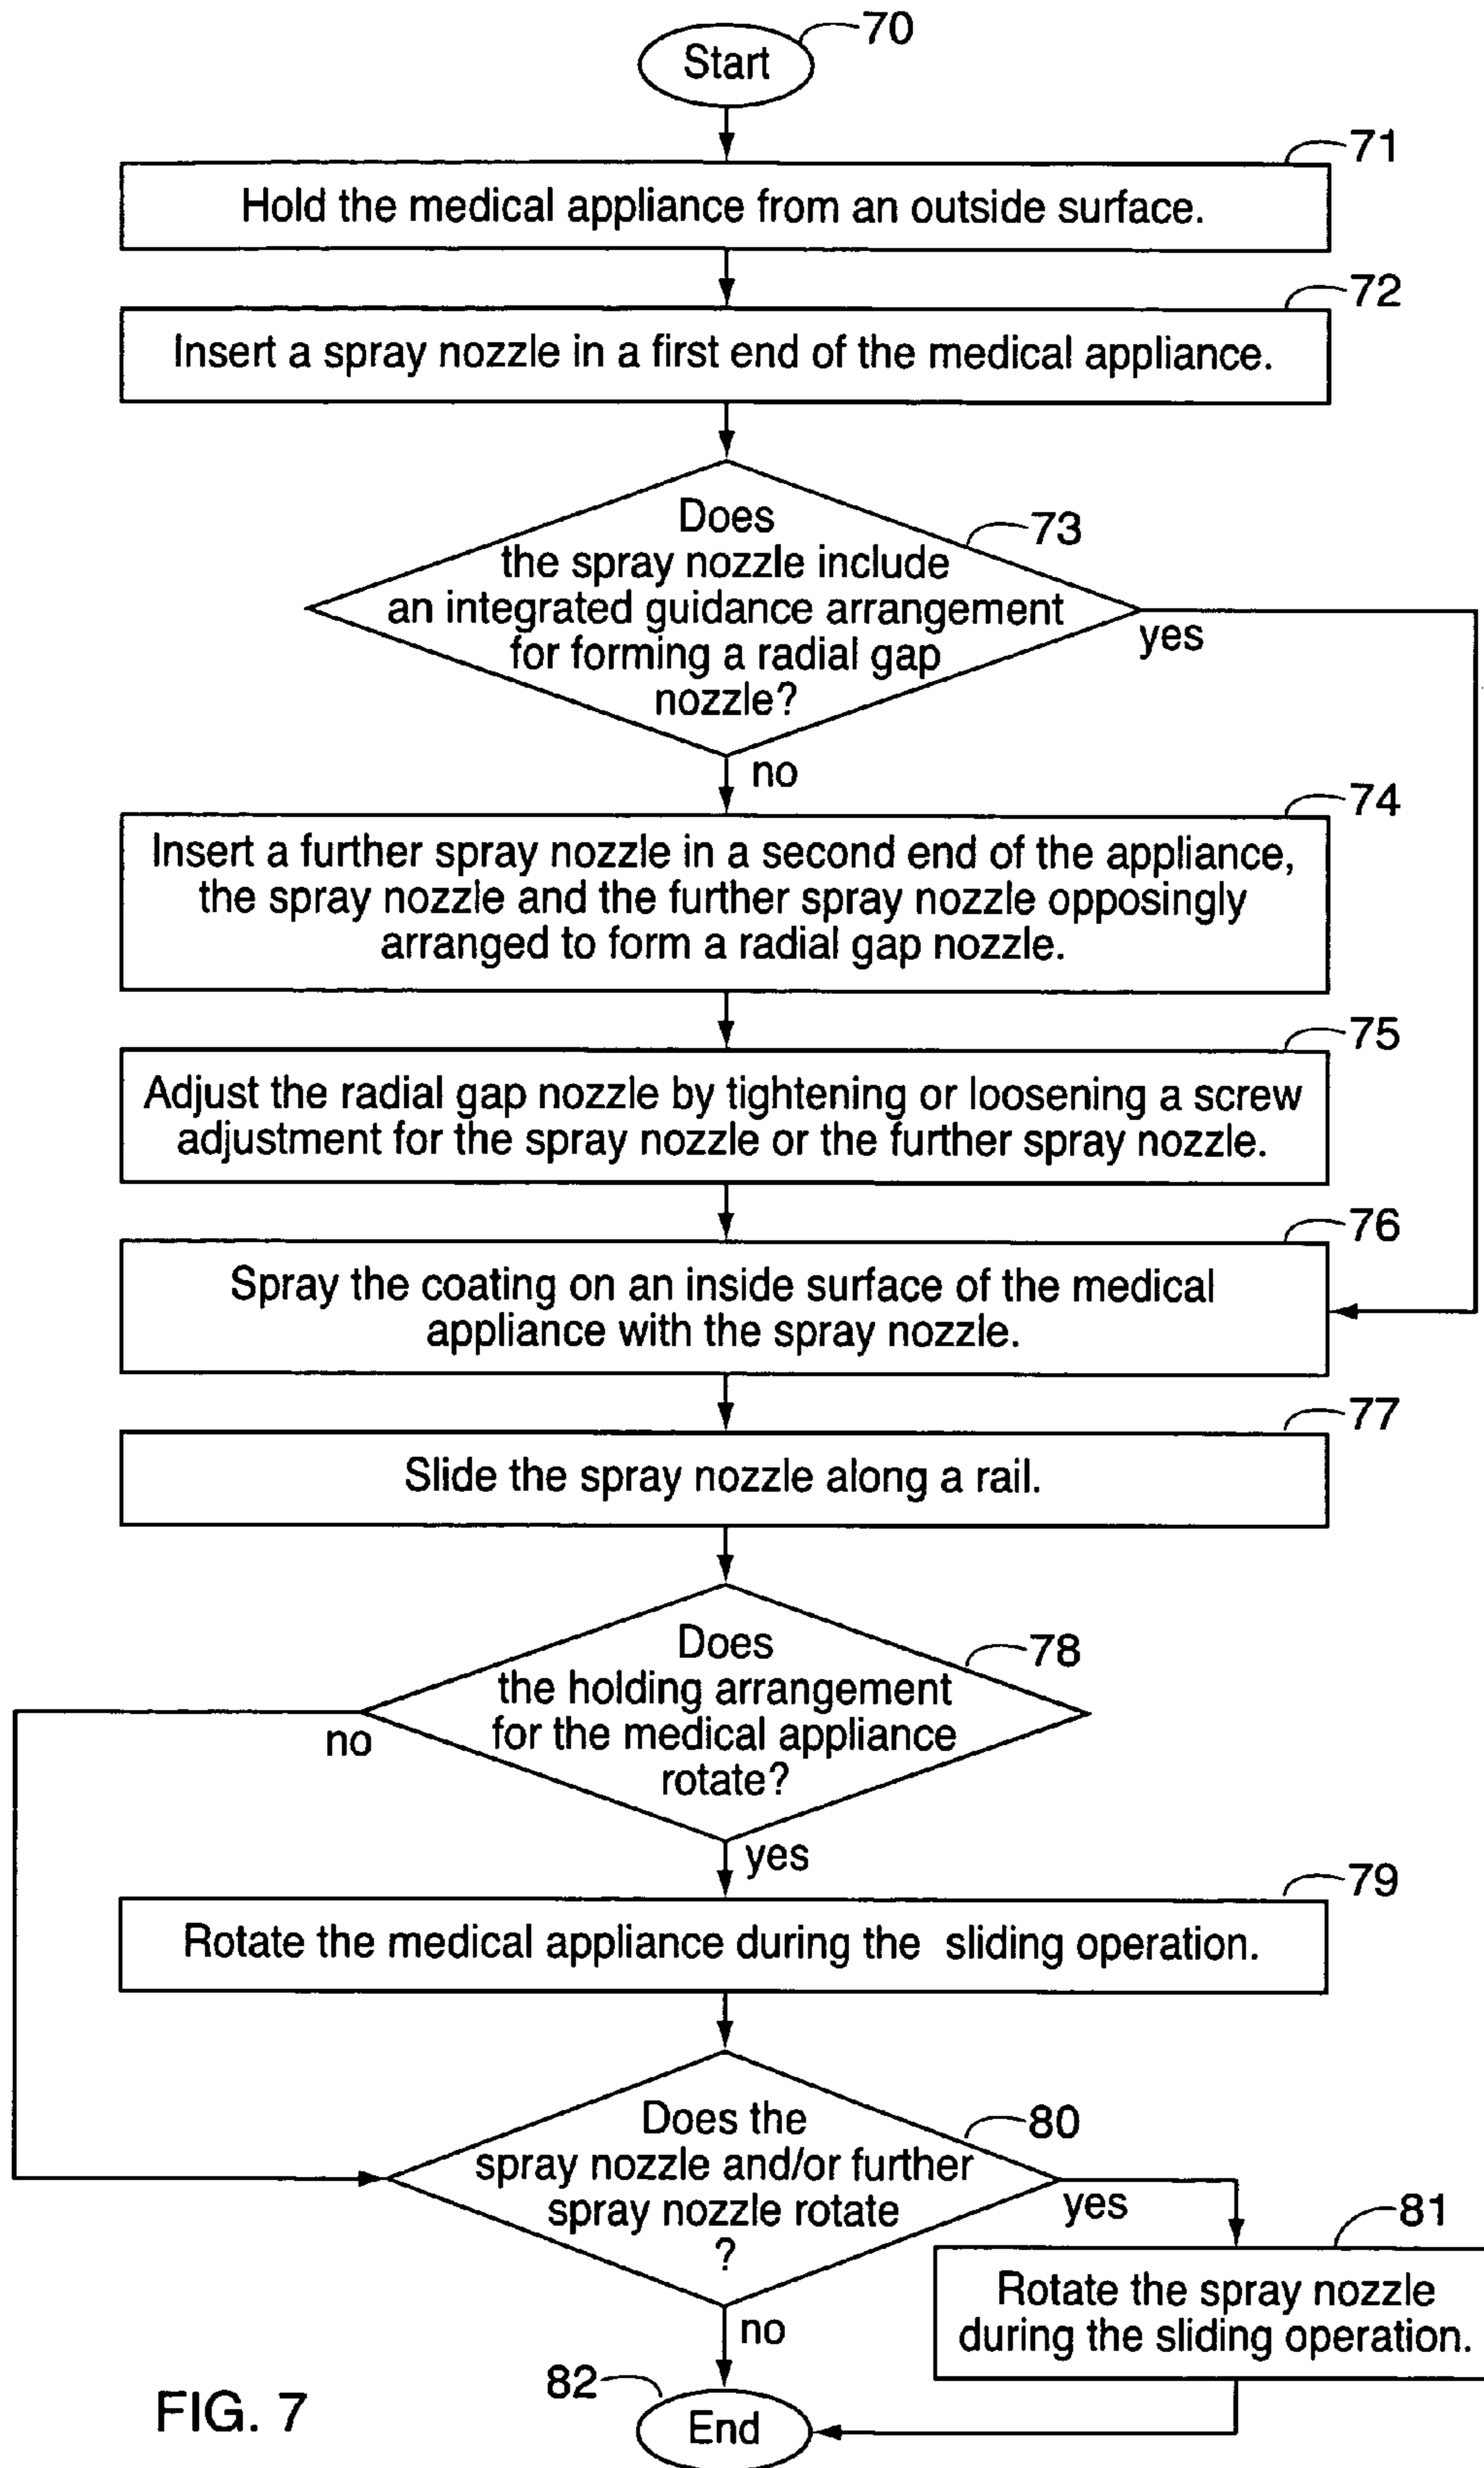 70
Start
71
Hold the medical appliance from an outside surface.
72
Insert a spray nozzle in a first end of the medical appliance.
73
Does
the spray nozzle include
an integrated guidance arrangement
for forming a radial gap
nozzle?
yes
no
74
Insert a further spray nozzle in a second end of the appliance,
the spray nozzle and the further spray nozzle opposingly
arranged to form a radial gap nozzle.
75
Adjust the radial gap nozzle by tightening or loosening a screw
adjustment for the spray nozzle or the further spray nozzle.
76
Spray the coating on an inside surface of the medical
appliance with the spray nozzle.
77
Slide the spray nozzle along a rail.
78
Does
the holding arrangement
for the medical appliance
rotate?
no
yes
79
Rotate the medical appliance during the sliding operation.
80
Does the
spray nozzle and/or further
spray nozzle rotate
?
yes
81
Rotate the spray nozzle
during the sliding operation.
no
82
End
FIG. 7